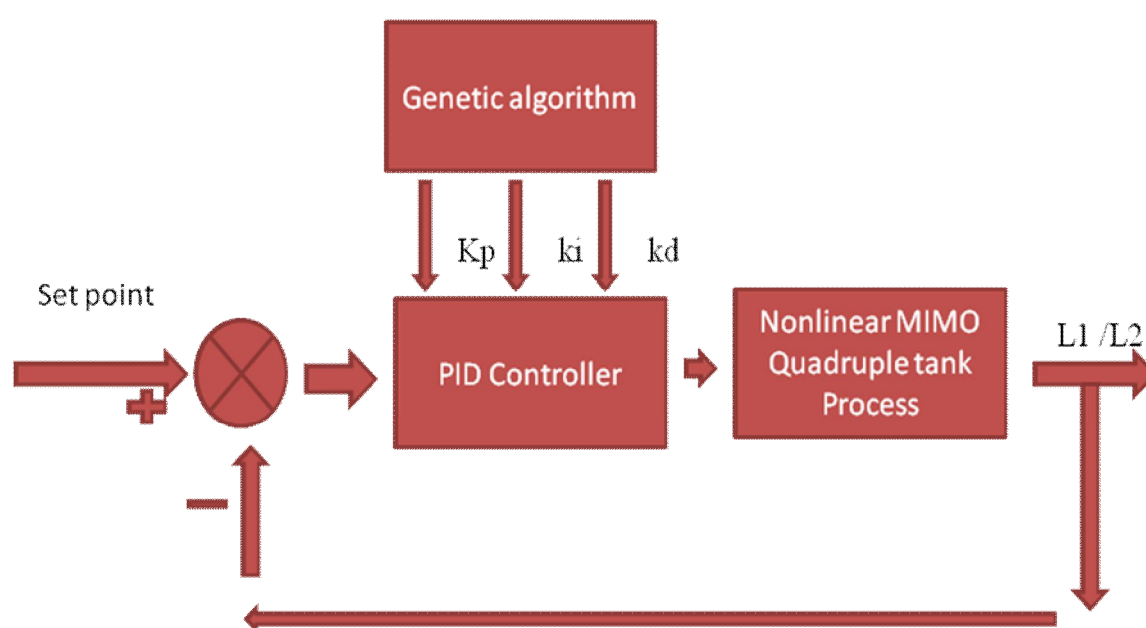 Genetic algorithm
Kp ki kd
Set point
PID Controller
Nonlinear MIMO
Quadruple tank
Process
L1 /L2